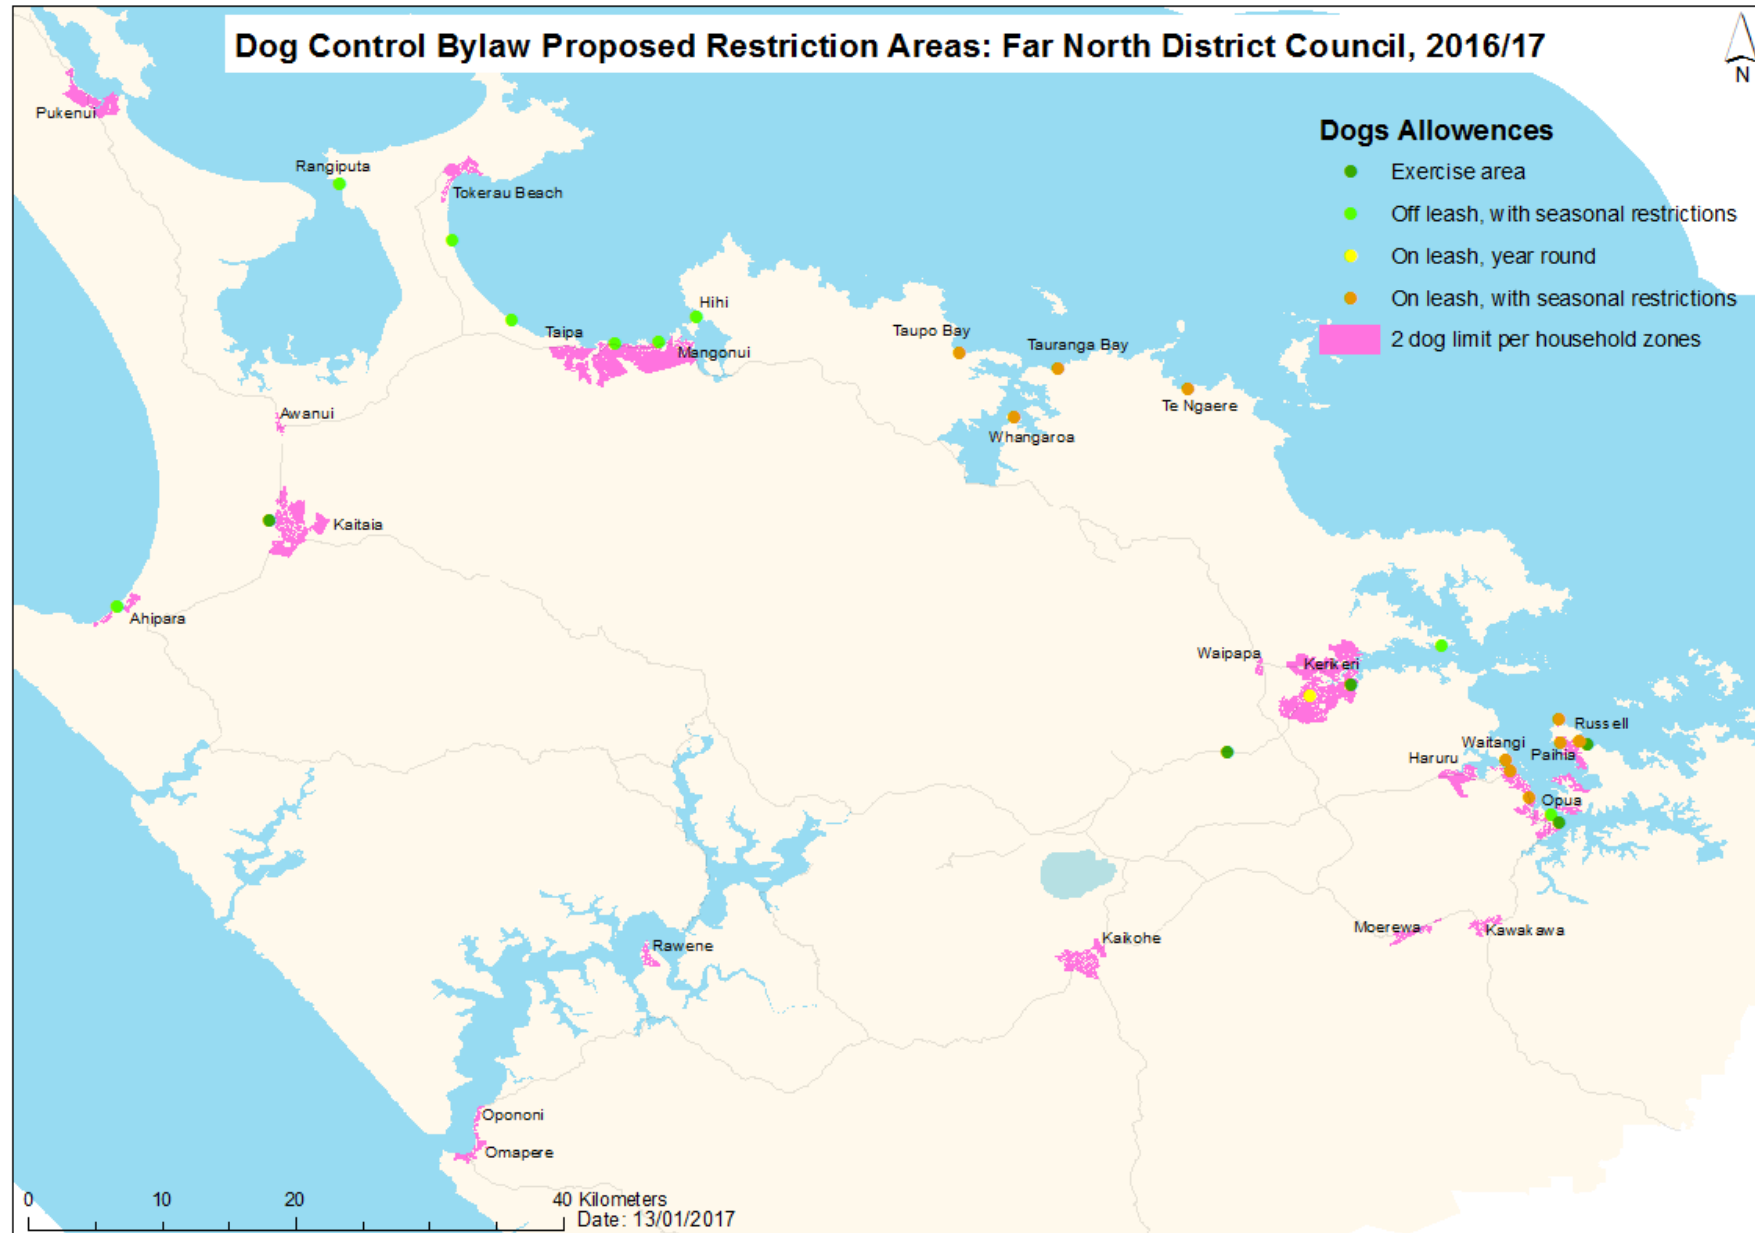 Dog Control Bylaw Proposed Restriction Areas: Far North District Council, 2016/17
N
Dogs Allowences
Exercise area
Off leash, with seasonal restrictions
On leash, year round
On leash, with seasonal restrictions
2 dog limit per household zones
Pukenui
Rangiputa
Tokerau Beach
Hihi
Taipa
Mangonui
Taupo Bay
Tauranga Bay
Te Ngaere
Whangaroa
Awanui
Kaitaia
Ahipara
Waipapa
Kerikeri
Russell
Waitangi
Paihia
Haruru
Opua
Moerewa
Kawakawa
Kaikohe
Rawene
Opononi
Omapere
0 10 20 40 Kilometers
Date: 13/01/2017